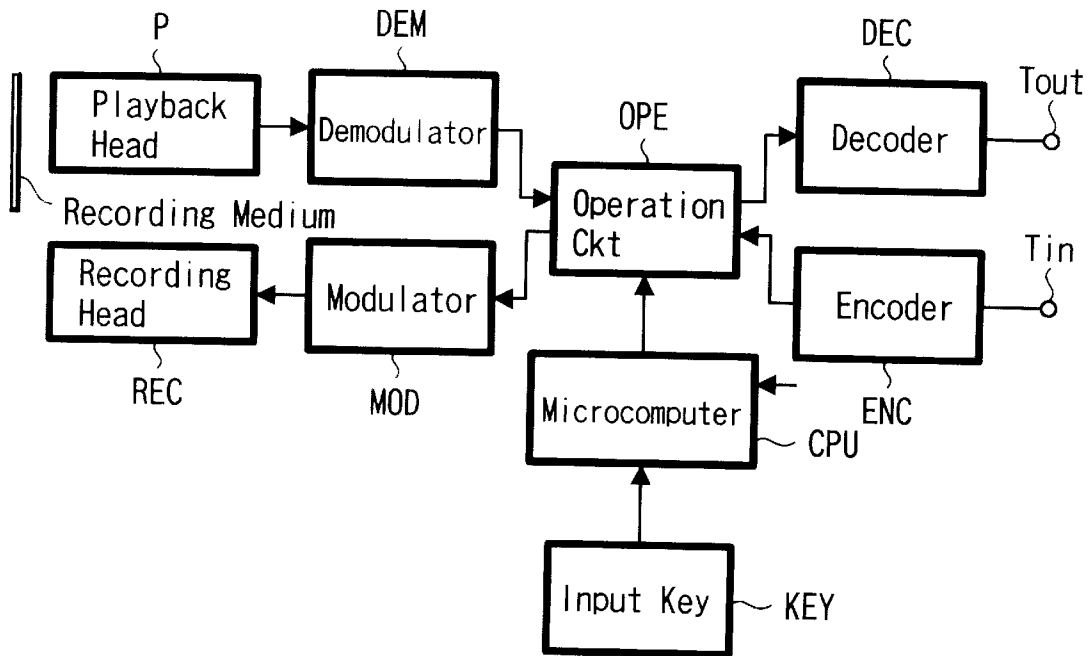 P
DEM
DEC
Tout
Playback
Head
Demodulator
OPE
Decoder
Operation
Ckt
Recording Medium
Recording
Head
Modulator
Tin
Encoder
REC
MOD
Microcomputer
ENC
CPU
Input Key
KEY